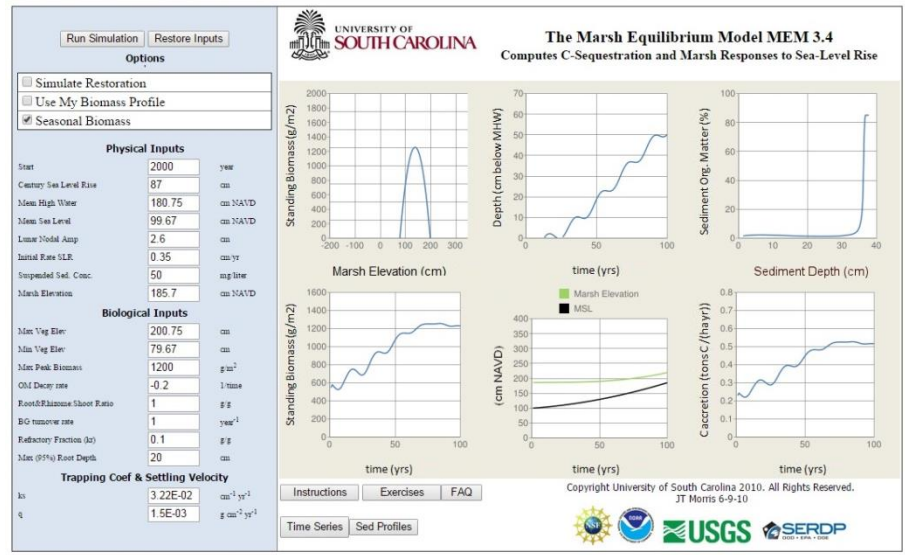 Run Simulation Restore Inputs
Options
Simulate Restoration
Use My Biomass Profile
Seasonal Biomass
Physical Inputs
Start 2000 year
Century Sea Level Rise 87 cm
Mean High Water 180.75 cm NAVD
Mean Sea Level 99.67 cm NAVD
Lunar Nodal Amp 2.6 cm
Initial Rate SLR 0.35 cm/yr
Suspended Sed. Conc. 50 mg/liter
Marsh Elevation 185.7 cm NAVD
Biological Inputs
Max Veg Elev 200.75 cm
Min Veg Elev 79.67 cm
Max Peak Biomass 1200 g/m²
OM Decay rate -0.2 1/time
Root&Rhizome:Shoot Ratio 1 g/g
BG turnover rate 1 year⁻¹
Refractory Fraction (kr) 0.1 g/g
Max (95%) Root Depth 20 cm
Trapping Coef & Settling Velocity
ks 3.22E-02 cm⁻¹ yr⁻¹
q 1.5E-03 g cm⁻² yr⁻¹
UNIVERSITY OF
SOUTH CAROLINA
The Marsh Equilibrium Model MEM 3.4
Computes C-Sequestration and Marsh Responses to Sea-Level Rise
Standing Biomass (g/m2)
2000
1800
1600
1400
1200
1000
800
600
400
200
0
-200 -100 0 100 200 300
Marsh Elevation (cm)
Depth (cm below MHW)
70
60
50
40
30
20
10
0
0 50 100
time (yrs)
Sediment Org. Matter (%)
100
80
60
40
20
0
0 10 20 30 40
Sediment Depth (cm)
Standing Biomass (g/m2)
1600
1400
1200
1000
800
600
400
200
0
0 50 100
time (yrs)
Marsh Elevation
MSL
(cm NAVD)
400
350
300
250
200
150
100
50
0
0 50 100
time (yrs)
C accretion (tons C /(ha yr))
0.8
0.7
0.6
0.5
0.4
0.3
0.2
0.1
0
0 50 100
time (yrs)
Instructions Exercises FAQ
Time Series Sed Profiles
Copyright University of South Carolina 2010. All Rights Reserved.
JT Morris 6-9-10
NSF
NOAA
USGS
SERDP
DOD • EPA • DOE